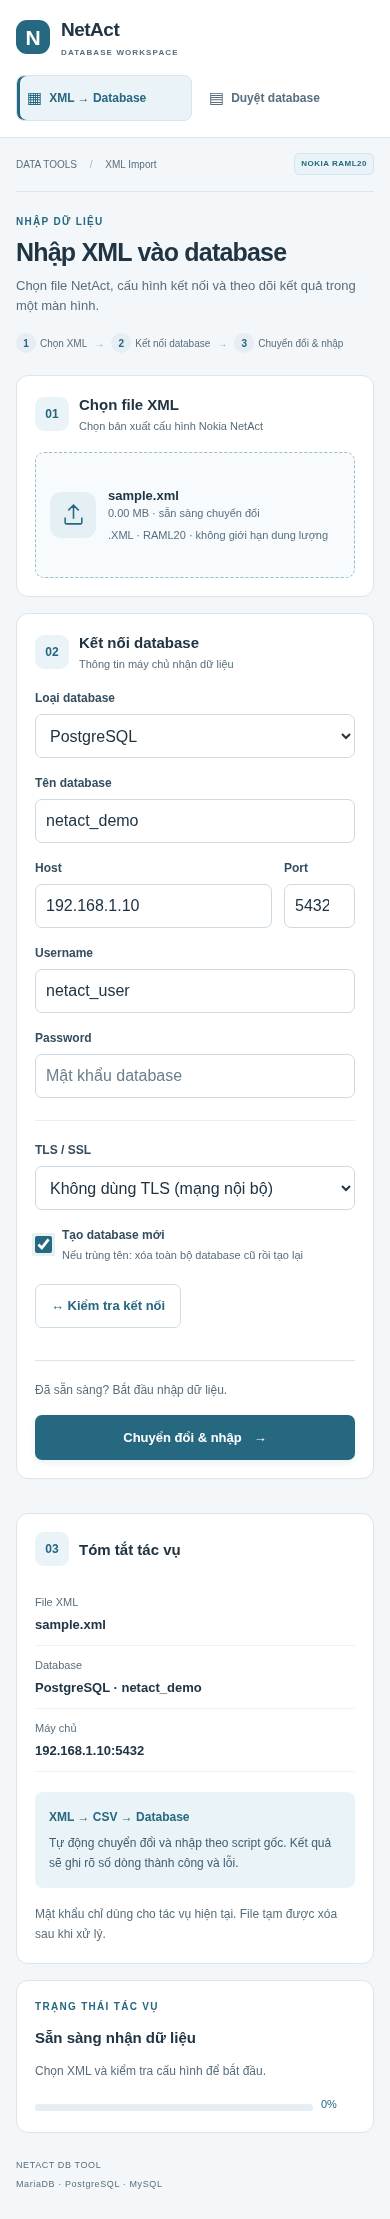 N
NetAct
DATABASE WORKSPACE
XML → Database
Duyệt database
DATA TOOLS / XML Import
NOKIA RAML20
NHẬP DỮ LIỆU
Nhập XML vào database
Chọn file NetAct, cấu hình kết nối và theo dõi kết quả trong
một màn hình.
1 Chọn XML → 2 Kết nối database → 3 Chuyển đổi & nhập
01
Chọn file XML
Chọn bản xuất cấu hình Nokia NetAct
sample.xml
0.00 MB · sẵn sàng chuyển đổi
.XML · RAML20 · không giới hạn dung lượng
02
Kết nối database
Thông tin máy chủ nhận dữ liệu
Loại database
PostgreSQL
Tên database
netact_demo
Host Port
192.168.1.10 5432
Username
netact_user
Password
Mật khẩu database
TLS / SSL
Không dùng TLS (mạng nội bộ)
Tạo database mới
Nếu trùng tên: xóa toàn bộ database cũ rồi tạo lại
↔ Kiểm tra kết nối
Đã sẵn sàng? Bắt đầu nhập dữ liệu.
Chuyển đổi & nhập →
03
Tóm tắt tác vụ
File XML
sample.xml
Database
PostgreSQL · netact_demo
Máy chủ
192.168.1.10:5432
XML → CSV → Database
Tự động chuyển đổi và nhập theo script gốc. Kết quả
sẽ ghi rõ số dòng thành công và lỗi.
Mật khẩu chỉ dùng cho tác vụ hiện tại. File tạm được xóa
sau khi xử lý.
TRẠNG THÁI TÁC VỤ
Sẵn sàng nhận dữ liệu
Chọn XML và kiểm tra cấu hình để bắt đầu.
0%
NETACT DB TOOL
MariaDB · PostgreSQL · MySQL